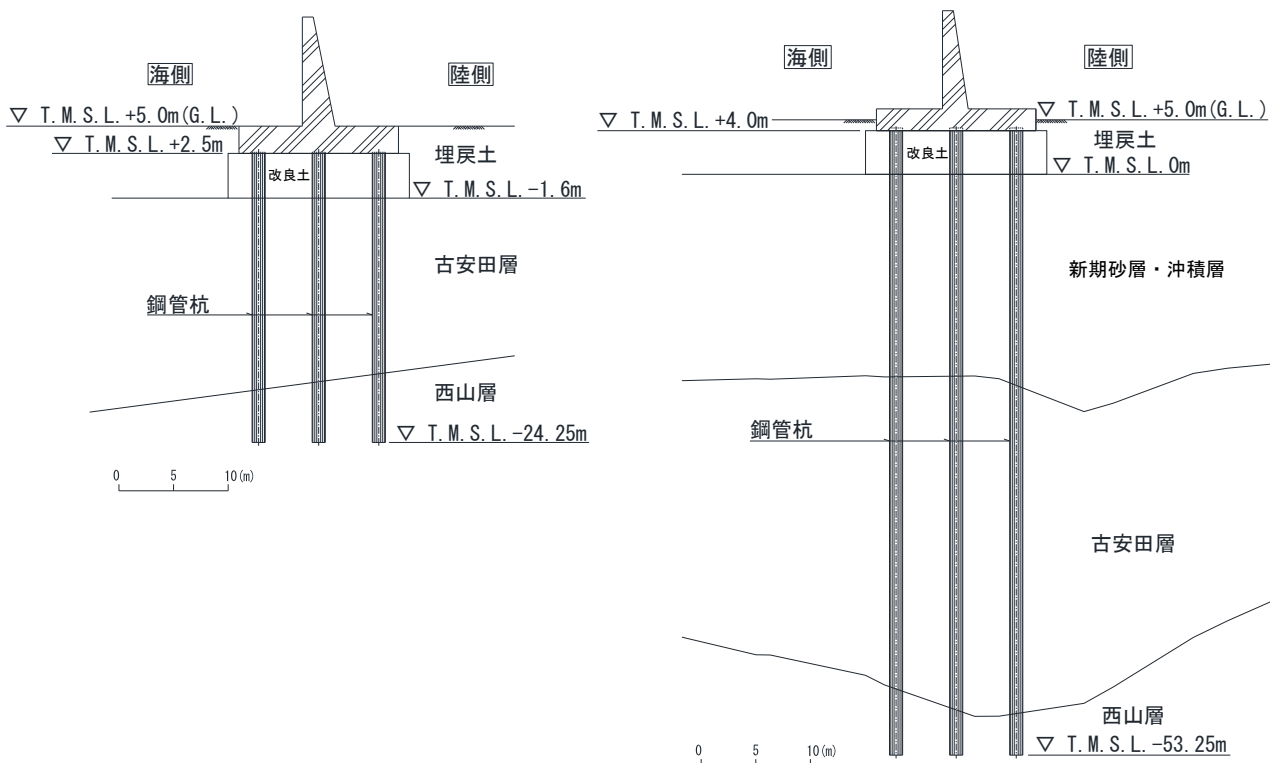 海側
陸側
▽ T.M.S.L.+5.0m(G.L.)
▽ T.M.S.L.+2.5m
埋戻土
改良土
▽ T.M.S.L.-1.6m
古安田層
鋼管杭
西山層
▽ T.M.S.L.-24.25m
0 5 10(m)
海側
陸側
▽ T.M.S.L.+4.0m
▽ T.M.S.L.+5.0m(G.L.)
埋戻土
改良土
▽ T.M.S.L.0m
新期砂層・沖積層
鋼管杭
古安田層
西山層
▽ T.M.S.L.-53.25m
0 5 10(m)